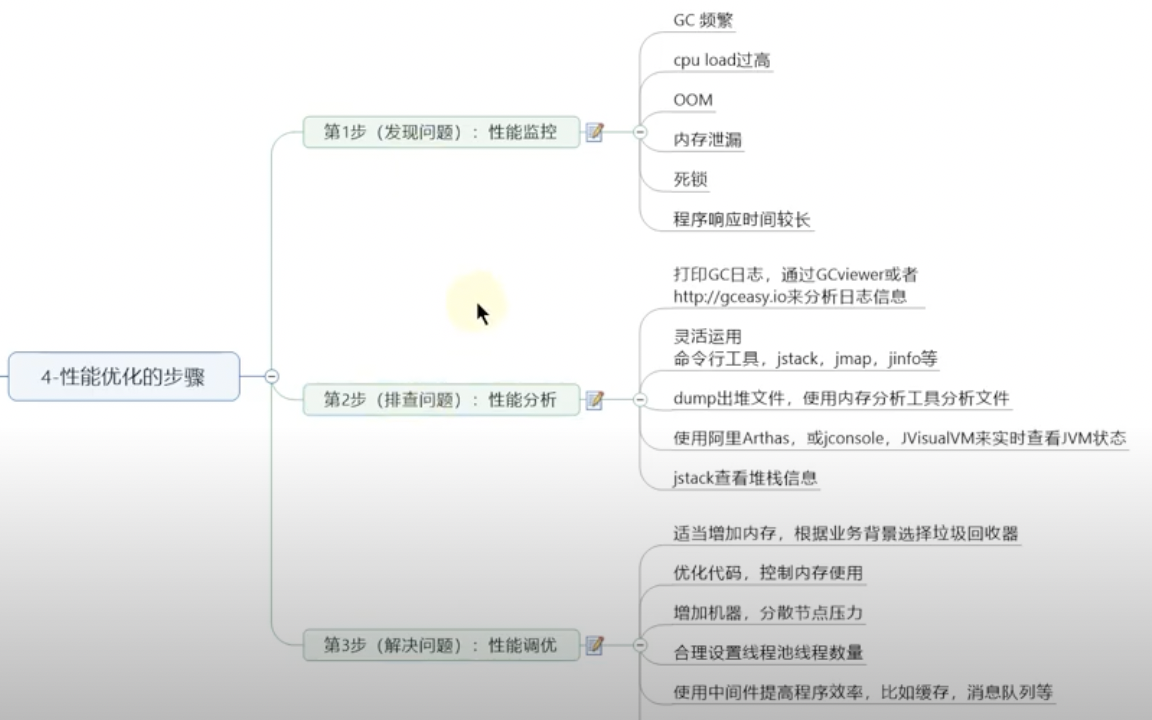 4-性能优化的步骤
第1步（发现问题）：性能监控
GC 频繁
cpu load过高
OOM
内存泄漏
死锁
程序响应时间较长
第2步（排查问题）：性能分析
打印GC日志，通过GCviewer或者
http://gceasy.io来分析日志信息
灵活运用
命令行工具，jstack，jmap，jinfo等
dump出堆文件，使用内存分析工具分析文件
使用阿里Arthas，或jconsole，JVisualVM来实时查看JVM状态
jstack查看堆栈信息
第3步（解决问题）：性能调优
适当增加内存，根据业务背景选择垃圾回收器
优化代码，控制内存使用
增加机器，分散节点压力
合理设置线程池线程数量
使用中间件提高程序效率，比如缓存，消息队列等